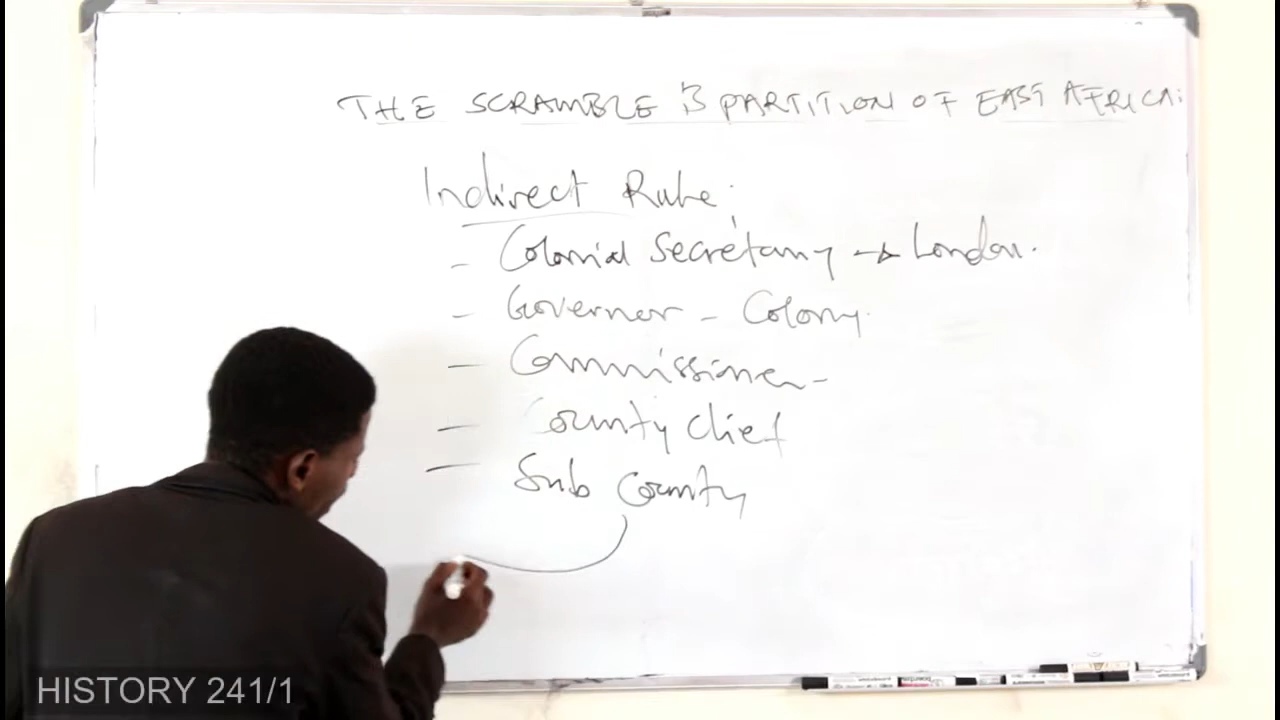 THE SCRAMBLE & PARTITION OF EAST AFRICA:
Indirect Rule;
- Colonial Secretary → London.
- Governor - Colony.
- Commissioner -
- County Chief
- Sub County
HISTORY 241/1